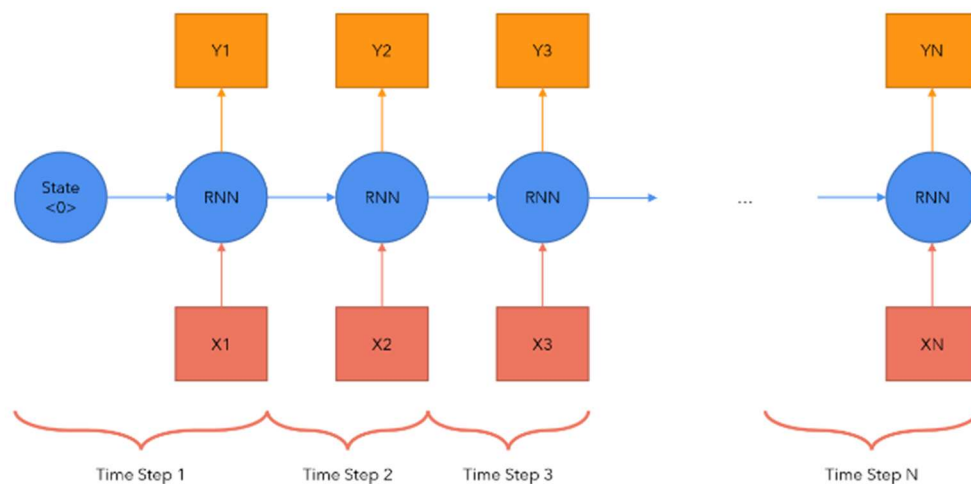 Y1
Y2
Y3
YN
State
<0>
RNN
RNN
RNN
...
RNN
X1
X2
X3
XN
Time Step 1
Time Step 2
Time Step 3
Time Step N